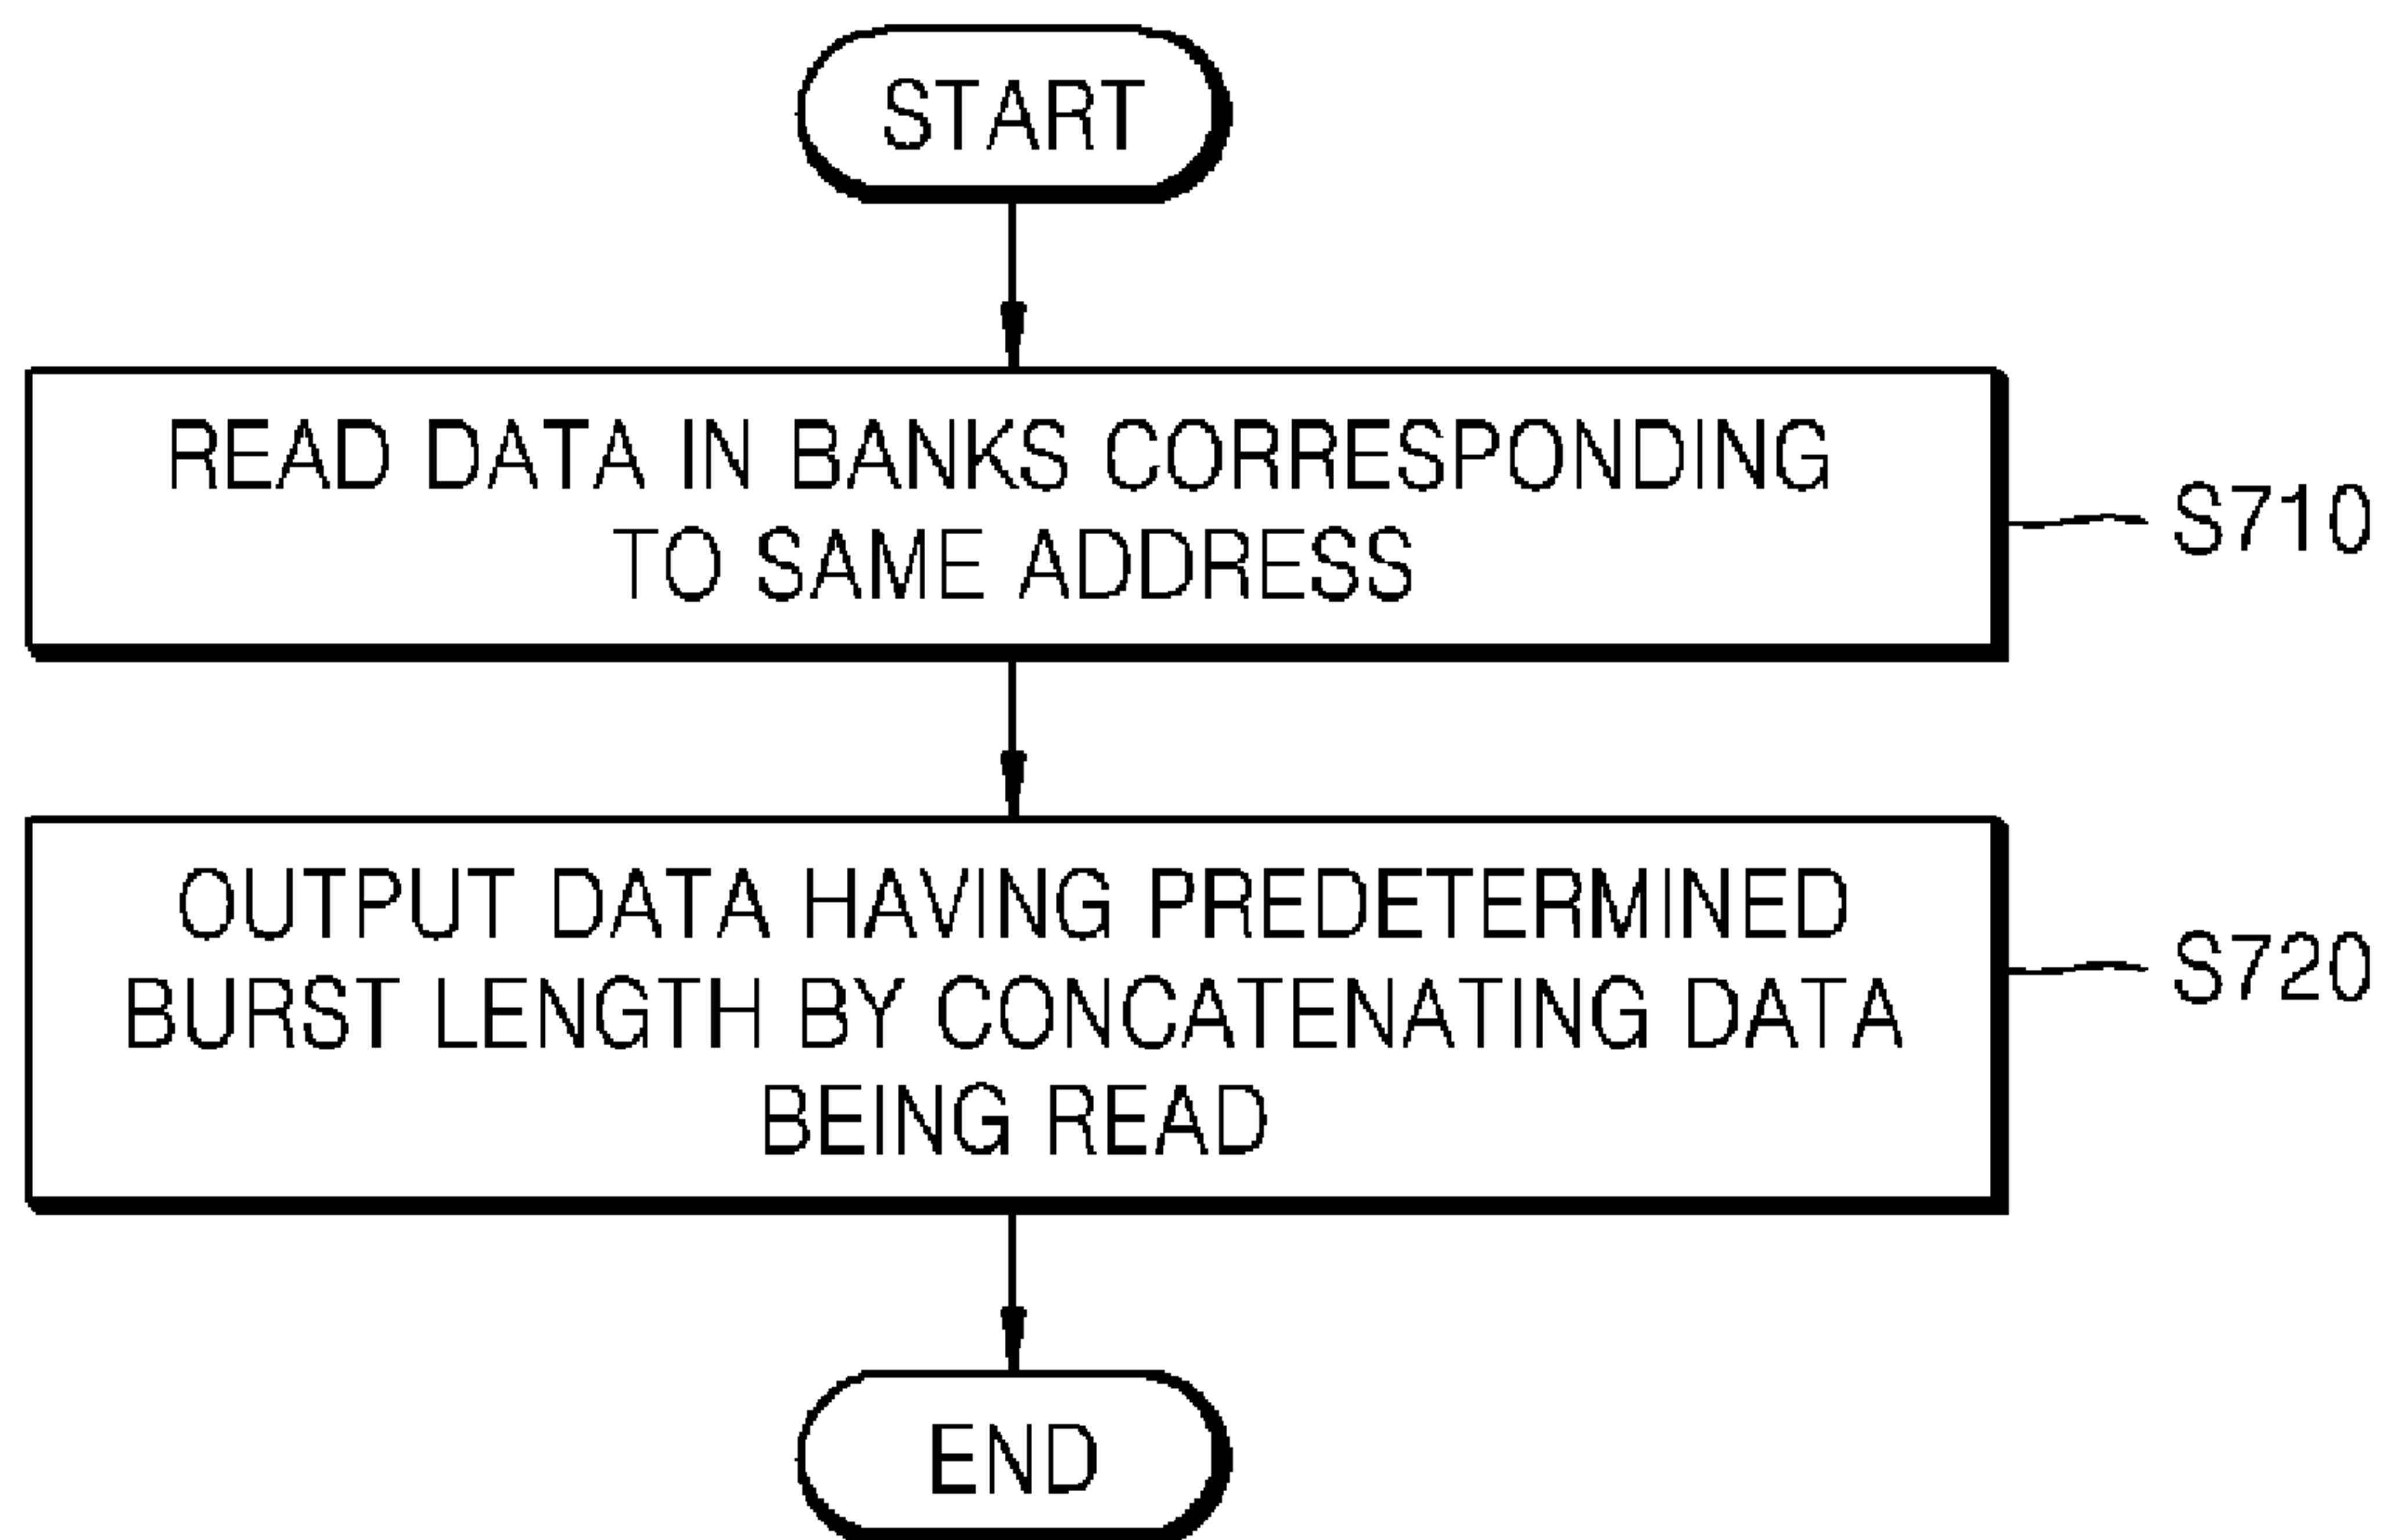 START
READ DATA IN BANKS CORRESPONDING
TO SAME ADDRESS
S710
OUTPUT DATA HAVING PREDETERMINED
BURST LENGTH BY CONCATENATING DATA
BEING READ
S720
END